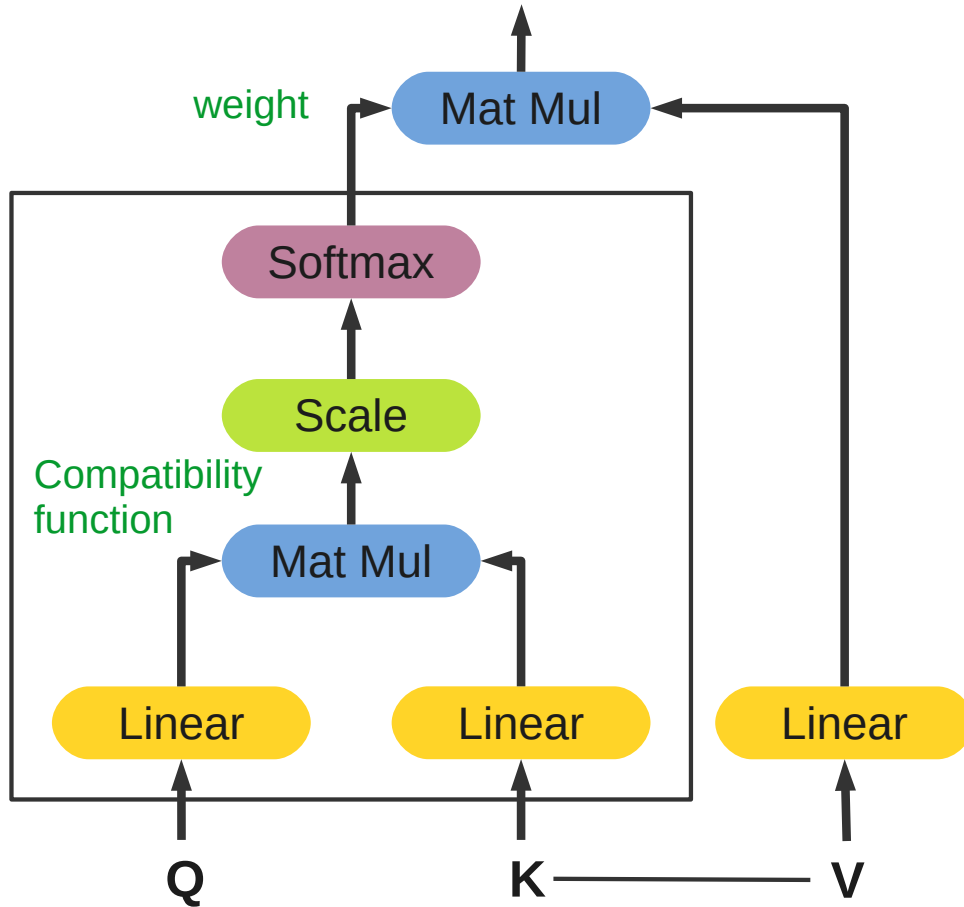 weight
Mat Mul
Softmax
Scale
Compatibility
function
Mat Mul
Linear
Linear
Linear
Q
K
V